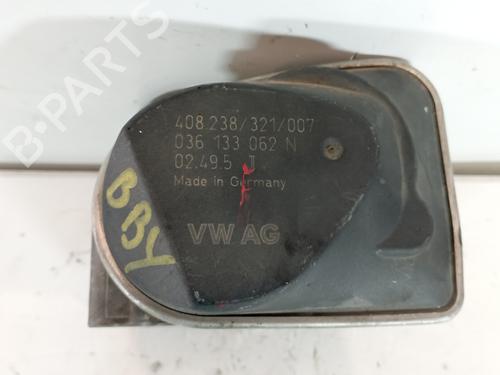 B-PARTS
408.238/321/007
036 133 062 N
02.49.5
Made in Germany
VW AG
BBY